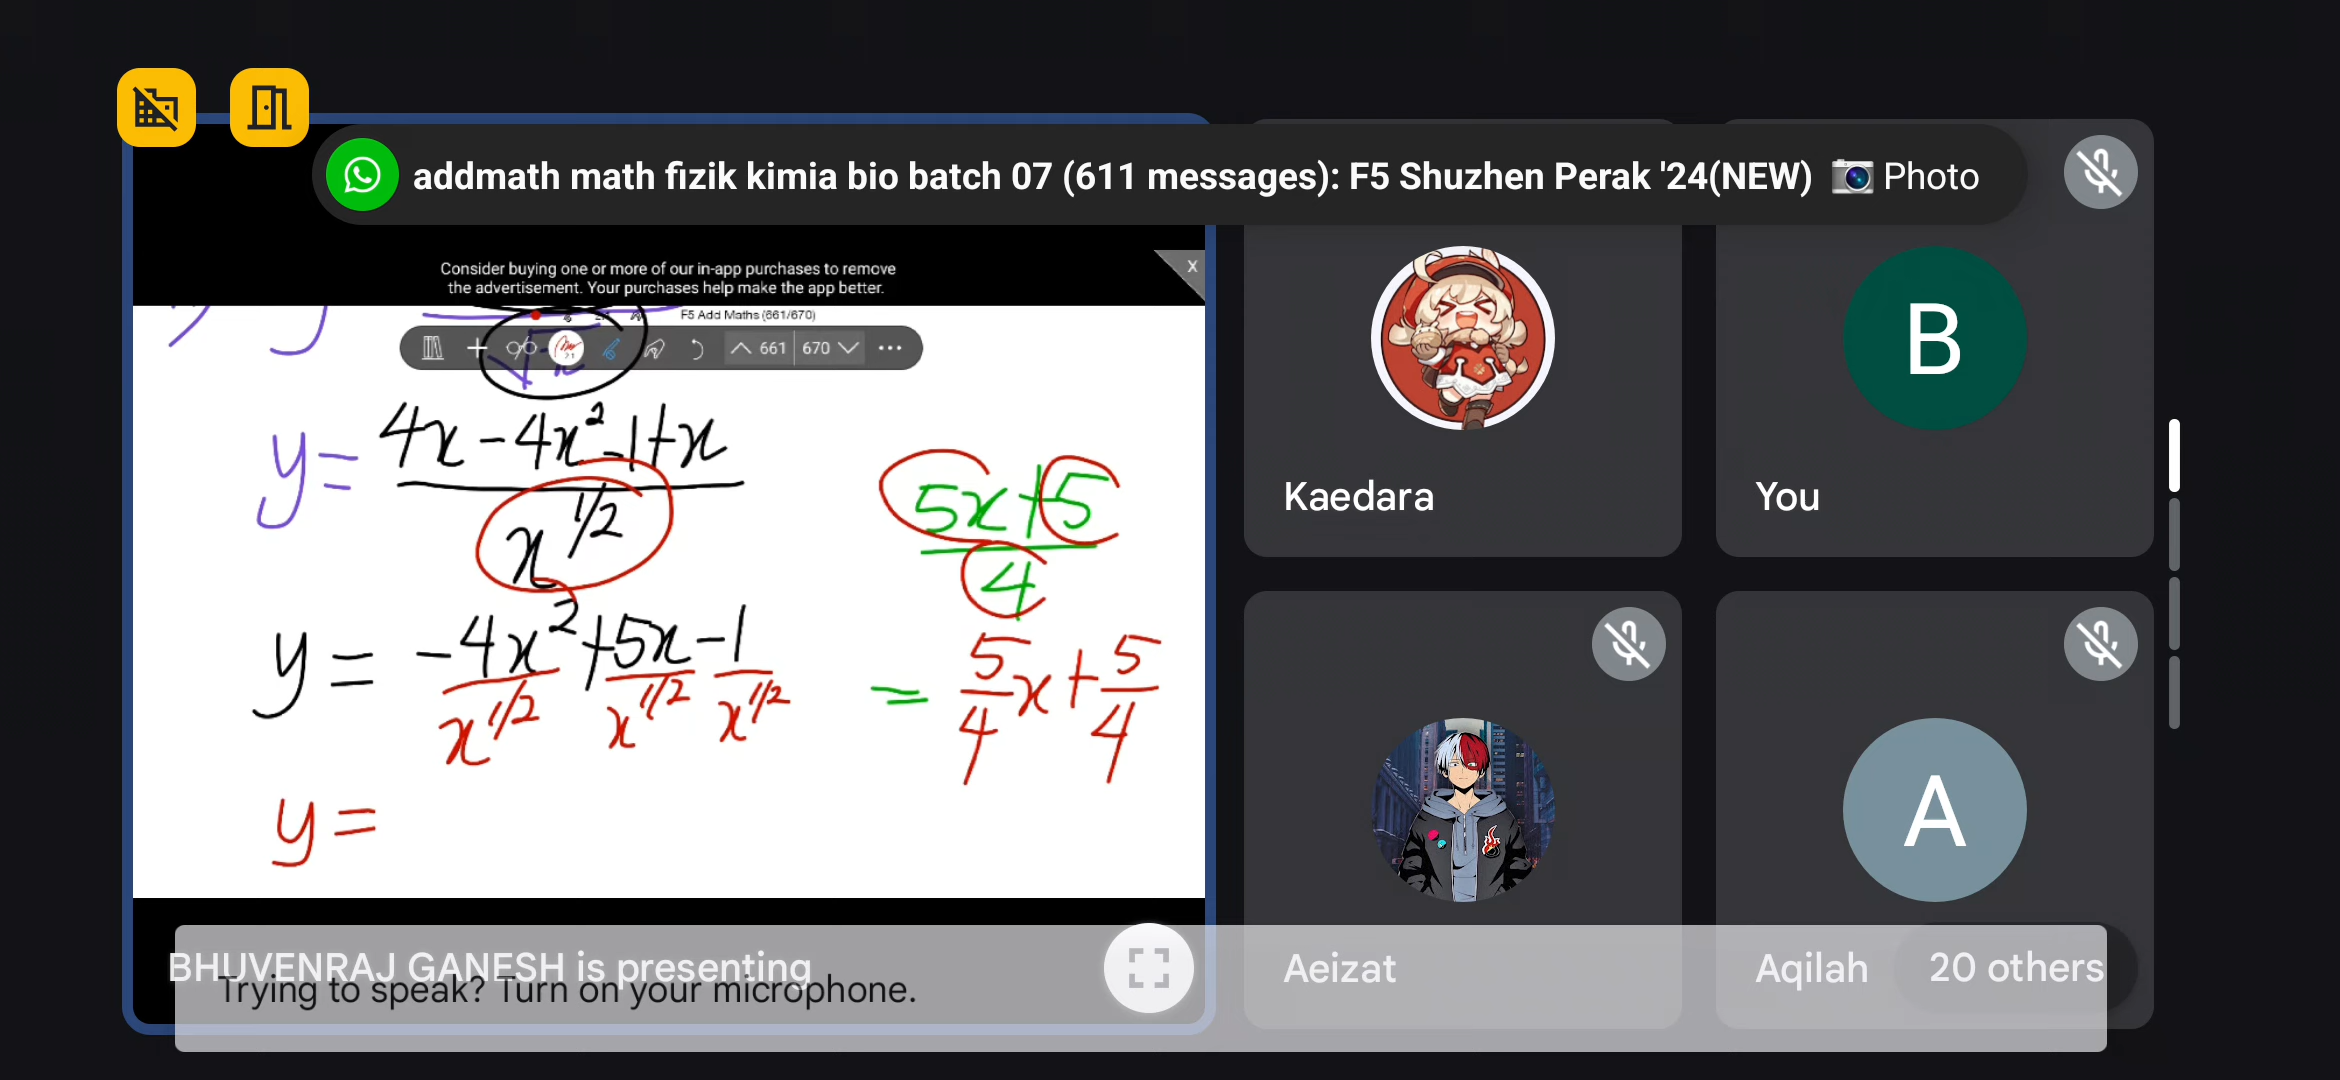 addmath math fizik kimia bio batch 07 (611 messages): F5 Shuzhen Perak '24(NEW) 📷 Photo
Consider buying one or more of our in-app purchases to remove
the advertisement. Your purchases help make the app better.
X
F5 Add Maths (661/670)
661 670
y = (4x - 4x² - 1 + x) / x^1/2
y = -4x²/x^1/2 + 5x/x^1/2 - 1/x^1/2
y =
(5x + 5) / 4
= 5/4 x + 5/4
Kaedara
B
You
Aeizat
A
Aqilah
20 others
BHUVENRAJ GANESH is presenting
Trying to speak? Turn on your microphone.